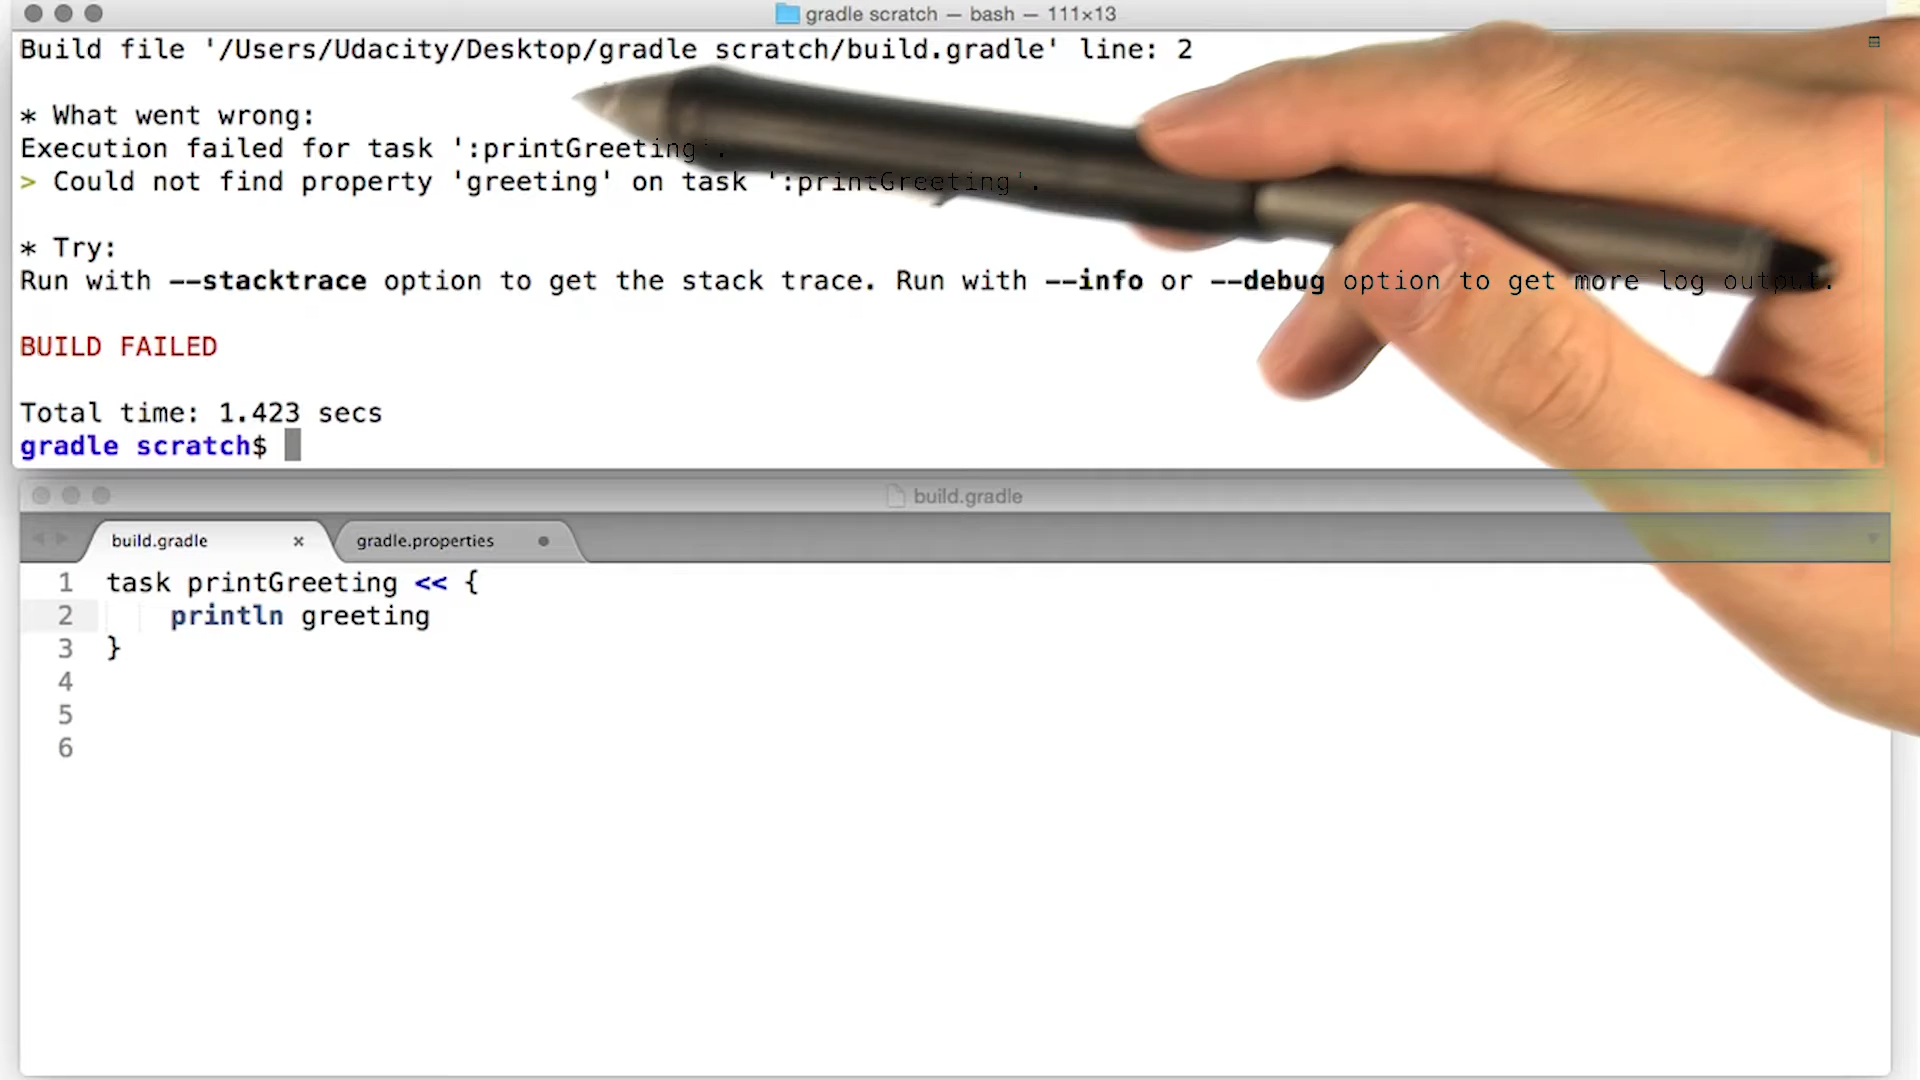 gradle scratch — bash — 111×13
Build file '/Users/Udacity/Desktop/gradle scratch/build.gradle' line: 2
* What went wrong:
Execution failed for task ':printGreeting'.
> Could not find property 'greeting' on task ':printGreeting'.
* Try:
Run with --stacktrace option to get the stack trace. Run with --info or --debug option to get more log output.
BUILD FAILED
Total time: 1.423 secs
gradle scratch$
build.gradle
build.gradle × gradle.properties
1 task printGreeting << {
2 println greeting
3 }
4
5
6